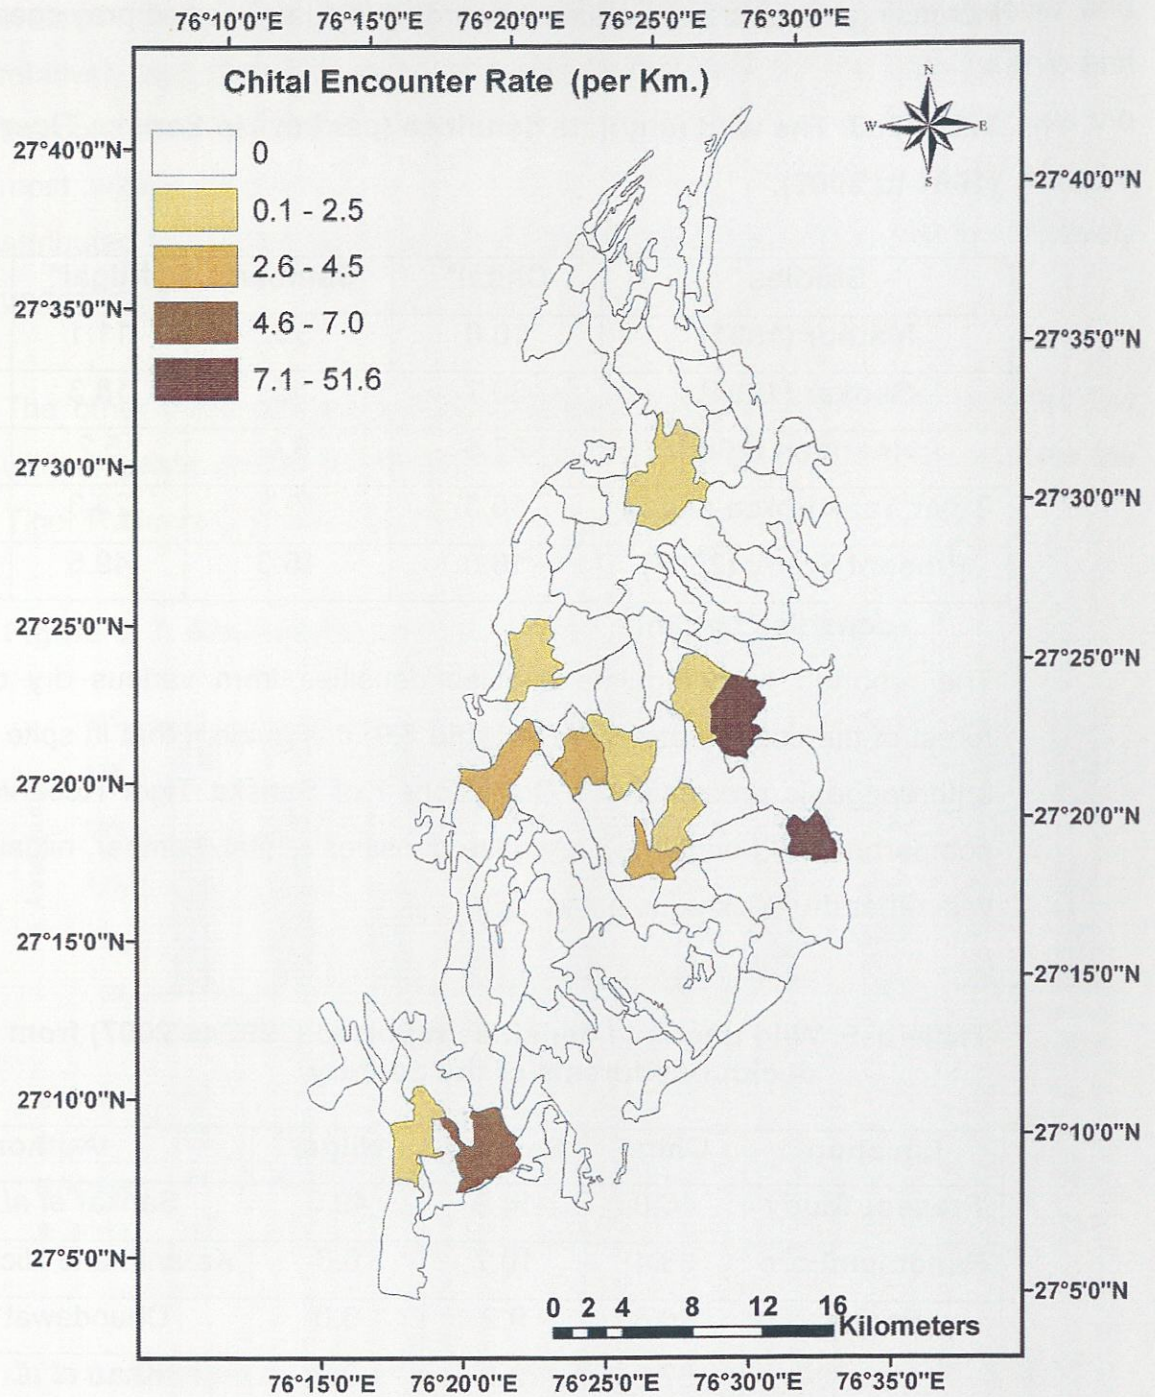 76°10'0"E 76°15'0"E 76°20'0"E 76°25'0"E 76°30'0"E
Chital Encounter Rate (per Km.)
N
W E
S
0
0.1 - 2.5
2.6 - 4.5
4.6 - 7.0
7.1 - 51.6
27°40'0"N
27°35'0"N
27°30'0"N
27°25'0"N
27°20'0"N
27°15'0"N
27°10'0"N
27°5'0"N
27°40'0"N
27°35'0"N
27°30'0"N
27°25'0"N
27°20'0"N
27°15'0"N
27°10'0"N
27°5'0"N
0 2 4 8 12 16
Kilometers
76°15'0"E 76°20'0"E 76°25'0"E 76°30'0"E 76°35'0"E